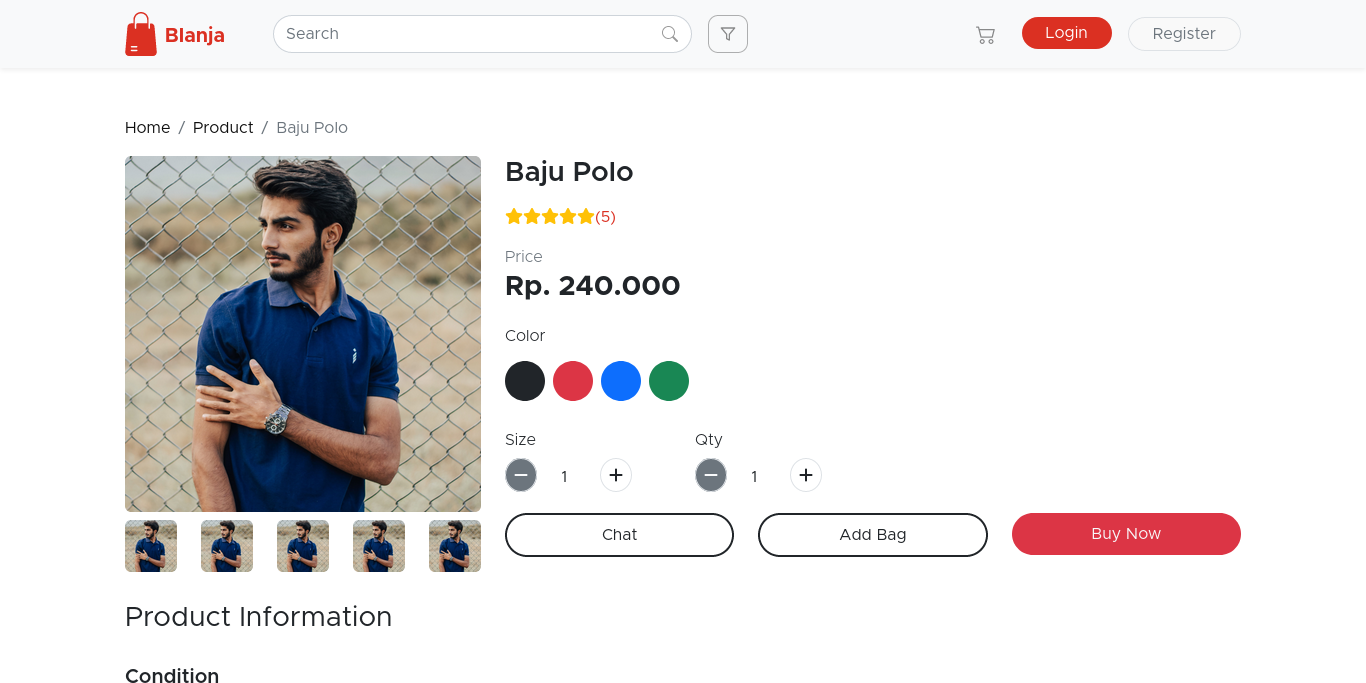 Blanja
Search
Login
Register
Home / Product / Baju Polo
Baju Polo
(5)
Price
Rp. 240.000
Color
Size
Qty
1
1
Chat
Add Bag
Buy Now
Product Information
Condition